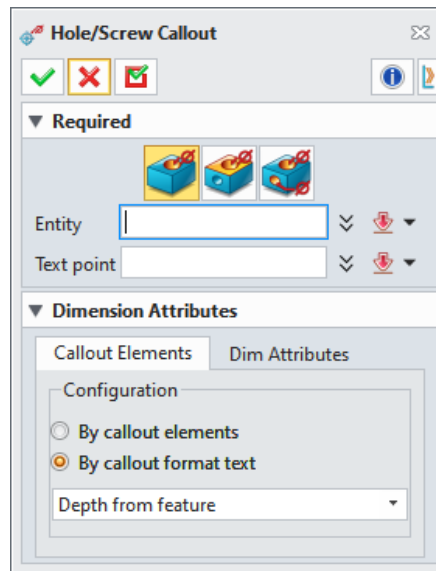 Hole/Screw Callout
Required
Entity
Text point
Dimension Attributes
Callout Elements Dim Attributes
Configuration
By callout elements
By callout format text
Depth from feature